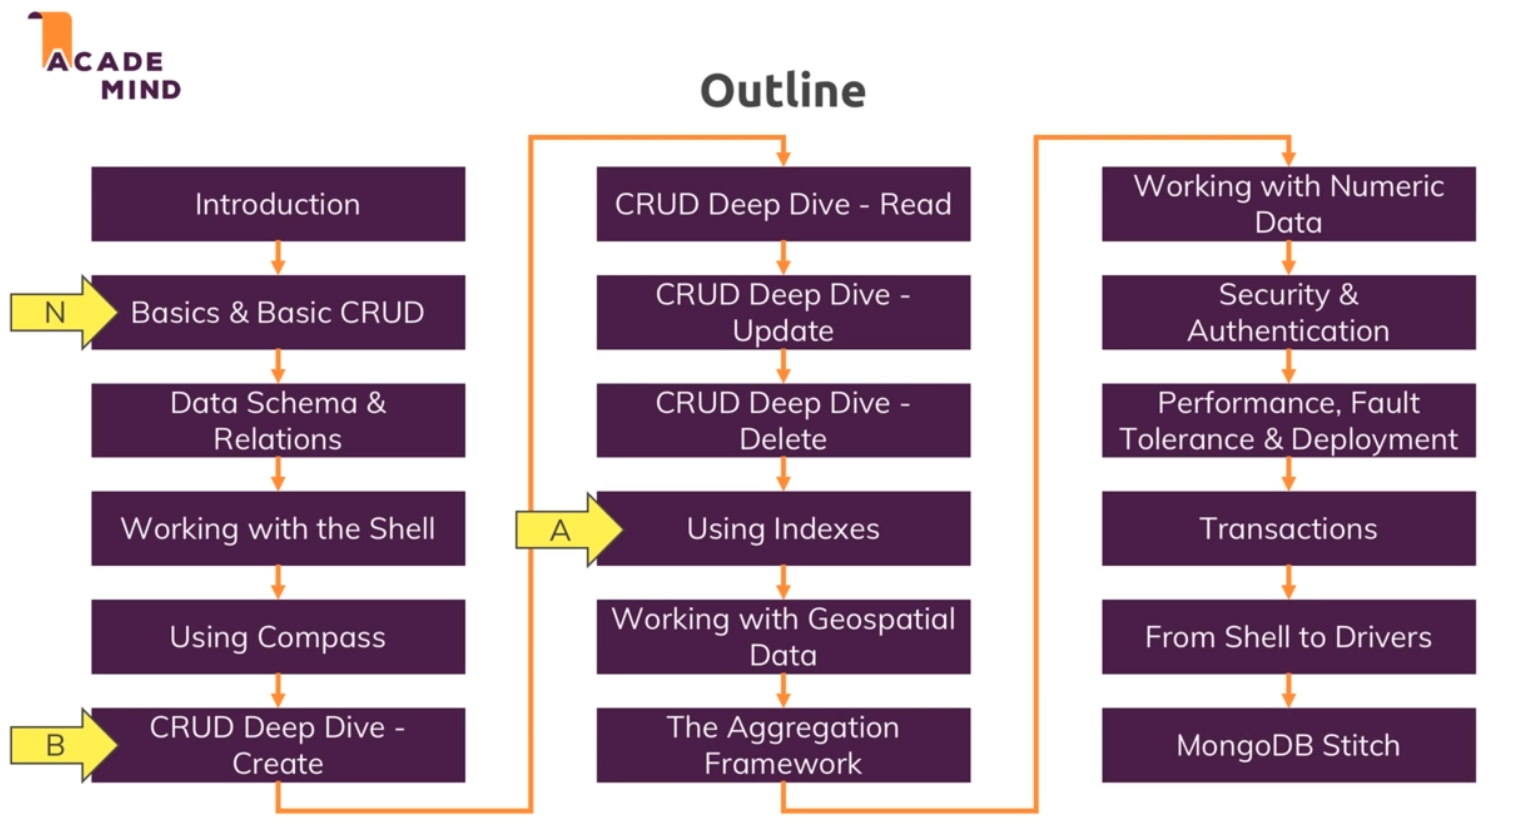 ACADE
MIND
Outline
Introduction
N
Basics & Basic CRUD
Data Schema &
Relations
Working with the Shell
Using Compass
B
CRUD Deep Dive -
Create
CRUD Deep Dive - Read
CRUD Deep Dive -
Update
CRUD Deep Dive -
Delete
A
Using Indexes
Working with Geospatial
Data
The Aggregation
Framework
Working with Numeric
Data
Security &
Authentication
Performance, Fault
Tolerance & Deployment
Transactions
From Shell to Drivers
MongoDB Stitch